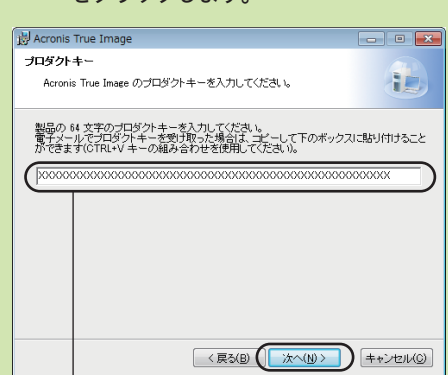 をクリックします。
Acronis True Image
プロダクトキー
Acronis True Image のプロダクトキーを入力してください。
製品の 64 文字のプロダクトキーを入力してください。
電子メールでプロダクトキーを受け取った場合は、コピーして下のボックスに貼り付けること
ができます(CTRL+V キーの組み合わせを使用してください)。
XXXXXXXXXXXXXXXXXXXXXXXXXXXXXXXXXXXXXXXXXXXXXXXXXXXXXXXXX
< 戻る(B)
次へ(N) >
キャンセル(C)